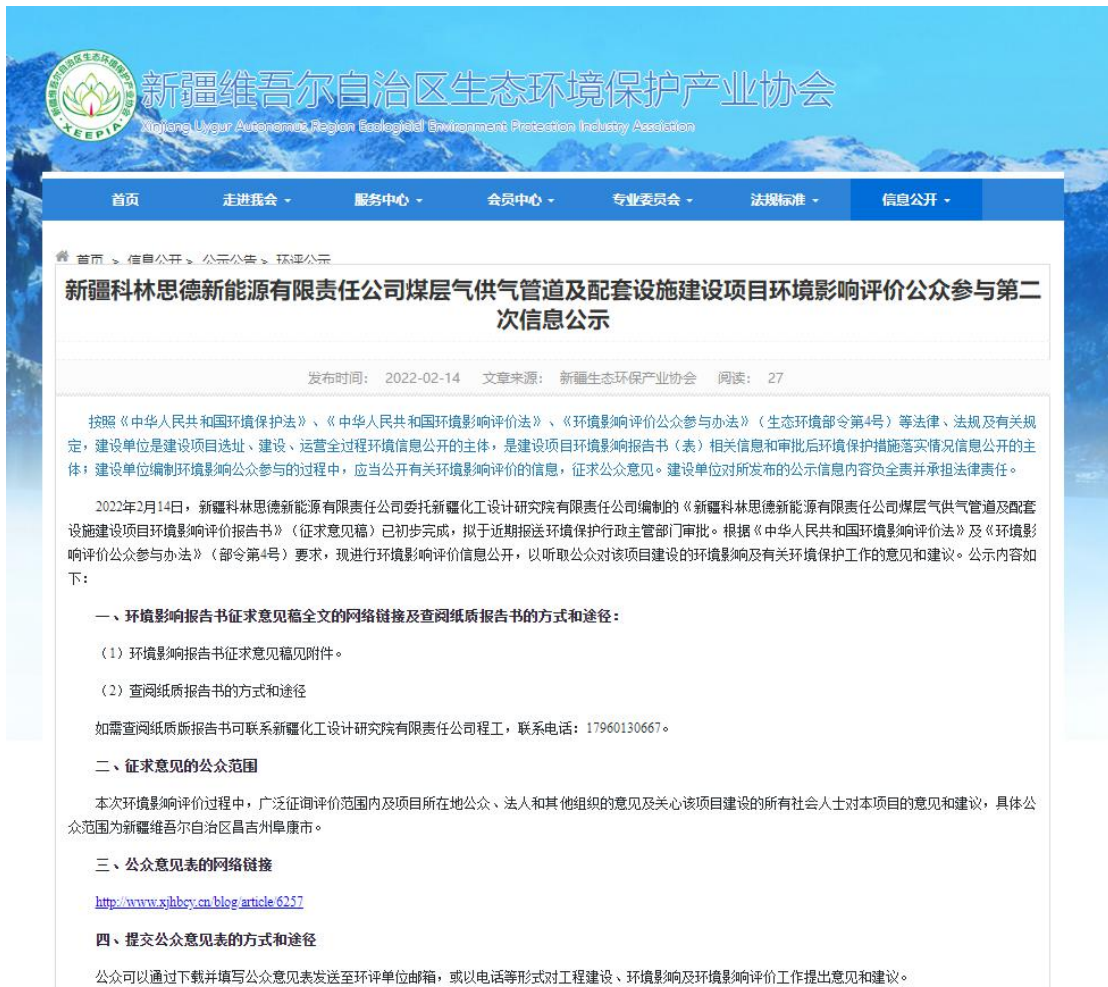 新疆维吾尔自治区生态环境保护产业协会
Xinjiang Uygur Autonomus Region Ecologicial Environment Protection Industry Assciation
XEEPIA
首页 走进我会 服务中心 会员中心 专业委员会 法规标准 信息公开
首页 > 信息公开 > 公示公告 > 环评公示
新疆科林思德新能源有限责任公司煤层气供气管道及配套设施建设项目环境影响评价公众参与第二
次信息公示
发布时间： 2022-02-14 文章来源： 新疆生态环保产业协会 阅读： 27
按照《中华人民共和国环境保护法》、《中华人民共和国环境影响评价法》、《环境影响评价公众参与办法》（生态环境部令第4号）等法律、法规及有关规
定，建设单位是建设项目选址、建设、运营全过程环境信息公开的主体，是建设项目环境影响报告书（表）相关信息和审批后环境保护措施落实情况信息公开的主
体；建设单位编制环境影响公众参与的过程中，应当公开有关环境影响评价的信息，征求公众意见。建设单位对所发布的公示信息内容负全责并承担法律责任。
2022年2月14日，新疆科林思德新能源有限责任公司委托新疆化工设计研究院有限责任公司编制的《新疆科林思德新能源有限责任公司煤层气供气管道及配套
设施建设项目环境影响评价报告书》（征求意见稿）已初步完成，拟于近期报送环境保护行政主管部门审批。根据《中华人民共和国环境影响评价法》及《环境影
响评价公众参与办法》（部令第4号）要求，现进行环境影响评价信息公开，以听取公众对该项目建设的环境影响及有关环境保护工作的意见和建议。公示内容如
下：
一、环境影响报告书征求意见稿全文的网络链接及查阅纸质报告书的方式和途径：
（1）环境影响报告书征求意见稿见附件。
（2）查阅纸质报告书的方式和途径
如需查阅纸质版报告书可联系新疆化工设计研究院有限责任公司程工，联系电话：17960130667。
二、征求意见的公众范围
本次环境影响评价过程中，广泛征询评价范围内及项目所在地公众、法人和其他组织的意见及关心该项目建设的所有社会人士对本项目的意见和建议，具体公
众范围为新疆维吾尔自治区昌吉州阜康市。
三、公众意见表的网络链接
http://www.xjhbcy.cn/blog/article/6257
四、提交公众意见表的方式和途径
公众可以通过下载并填写公众意见表发送至环评单位邮箱，或以电话等形式对工程建设、环境影响及环境影响评价工作提出意见和建议。